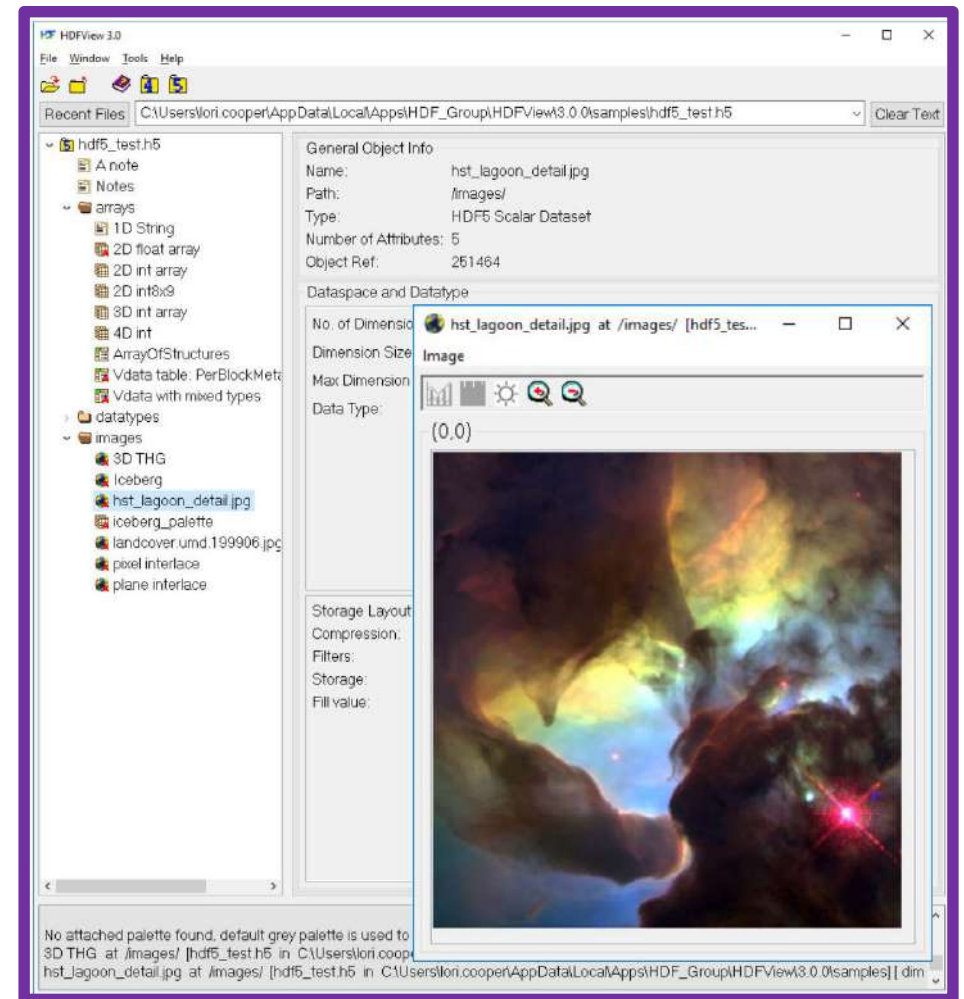 HDFView 3.0
File Window Tools Help
Recent Files C:\Users\lori.cooper\AppData\Local\Apps\HDF_Group\HDFView\3.0.0\samples\hdf5_test.h5 Clear Text
hdf5_test.h5
A note
Notes
arrays
1D String
2D float array
2D int array
2D int8x9
3D int array
4D int
ArrayOfStructures
Vdata table: PerBlockMeta
Vdata with mixed types
datatypes
images
3D THG
Iceberg
hst_lagoon_detail.jpg
iceberg_palette
landcover.umd.199906.jpg
pixel interlace
plane interlace
General Object Info
Name: hst_lagoon_detail.jpg
Path: /images/
Type: HDF5 Scalar Dataset
Number of Attributes: 5
Object Ref: 251464
Dataspace and Datatype
No. of Dimensio
Dimension Size
Max Dimension
Data Type:
Storage Layout
Compression:
Filters:
Storage:
Fill value:
hst_lagoon_detail.jpg at /images/ [hdf5_tes...
Image
(0,0)
No attached palette found, default grey palette is used to
3D THG at /images/ [hdf5_test.h5 in C:\Users\lori.coope
hst_lagoon_detail.jpg at /images/ [hdf5_test.h5 in C:\Users\lori.cooper\AppData\Local\Apps\HDF_Group\HDFView\3.0.0\samples] [ dim